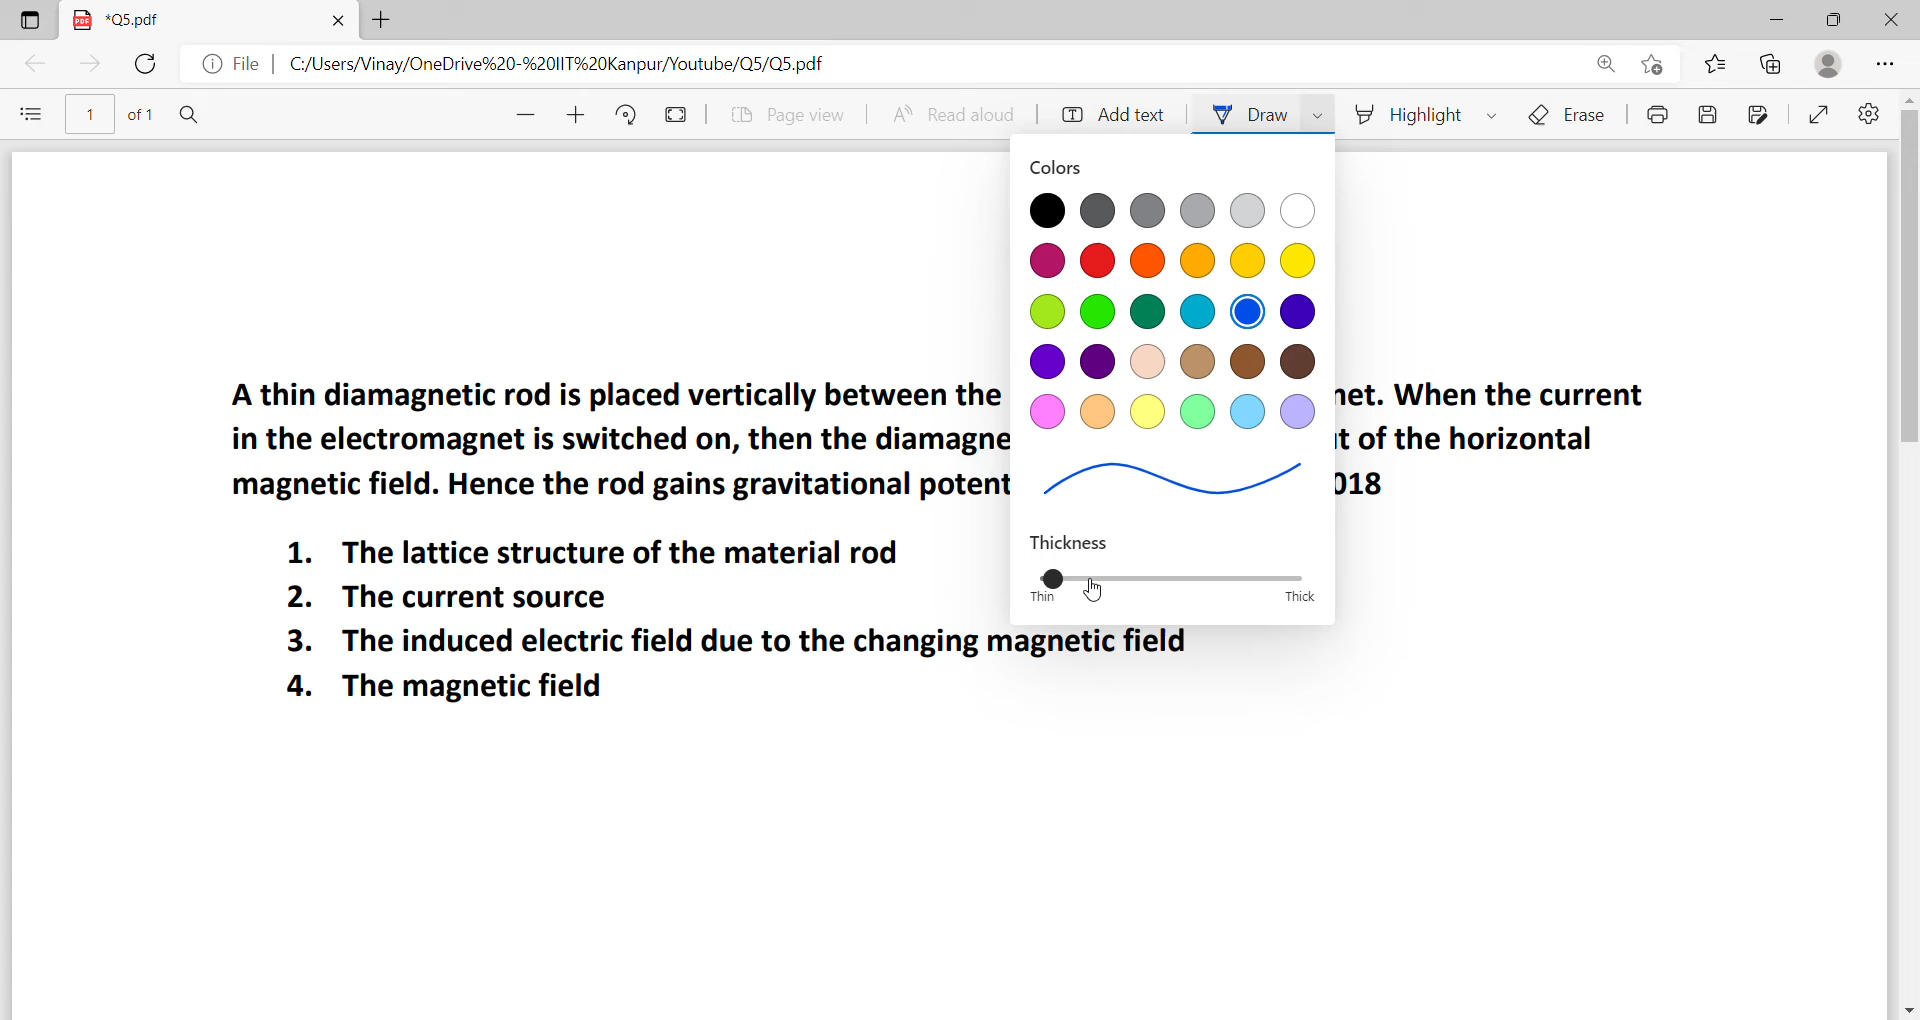 *Q5.pdf
File C:/Users/Vinay/OneDrive%20-%20IIT%20Kanpur/Youtube/Q5/Q5.pdf
1 of 1 Page view Read aloud Add text Draw Highlight Erase
Colors
A thin diamagnetic rod is placed vertically between the net. When the current
in the electromagnet is switched on, then the diamagne of the horizontal
magnetic field. Hence the rod gains gravitational potent 018
1. The lattice structure of the material rod
2. The current source
3. The induced electric field due to the changing magnetic field
4. The magnetic field
Thickness
Thin Thick